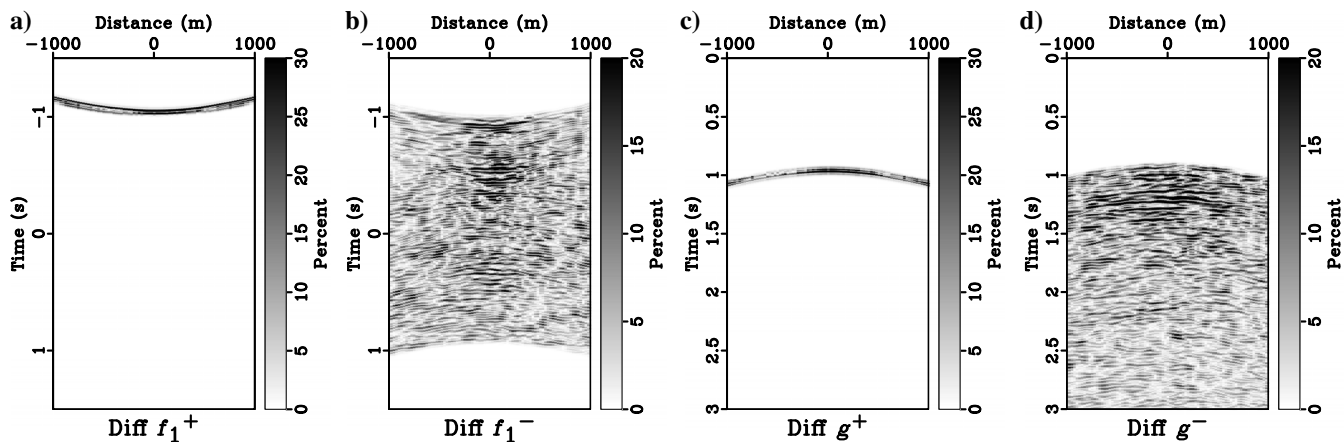 a)
Distance (m)
−1000 0 1000
Time (s)
−1
0
1
Percent
0 5 10 15 20 25 30
Diff f₁⁺
b)
Distance (m)
−1000 0 1000
Time (s)
−1
0
1
Percent
0 5 10 15 20
Diff f₁⁻
c)
Distance (m)
−1000 0 1000
Time (s)
0
0.5
1
1.5
2
2.5
3
Percent
0 5 10 15 20 25 30
Diff g⁺
d)
Distance (m)
−1000 0 1000
Time (s)
0
0.5
1
1.5
2
2.5
3
Percent
0 5 10 15 20
Diff g⁻